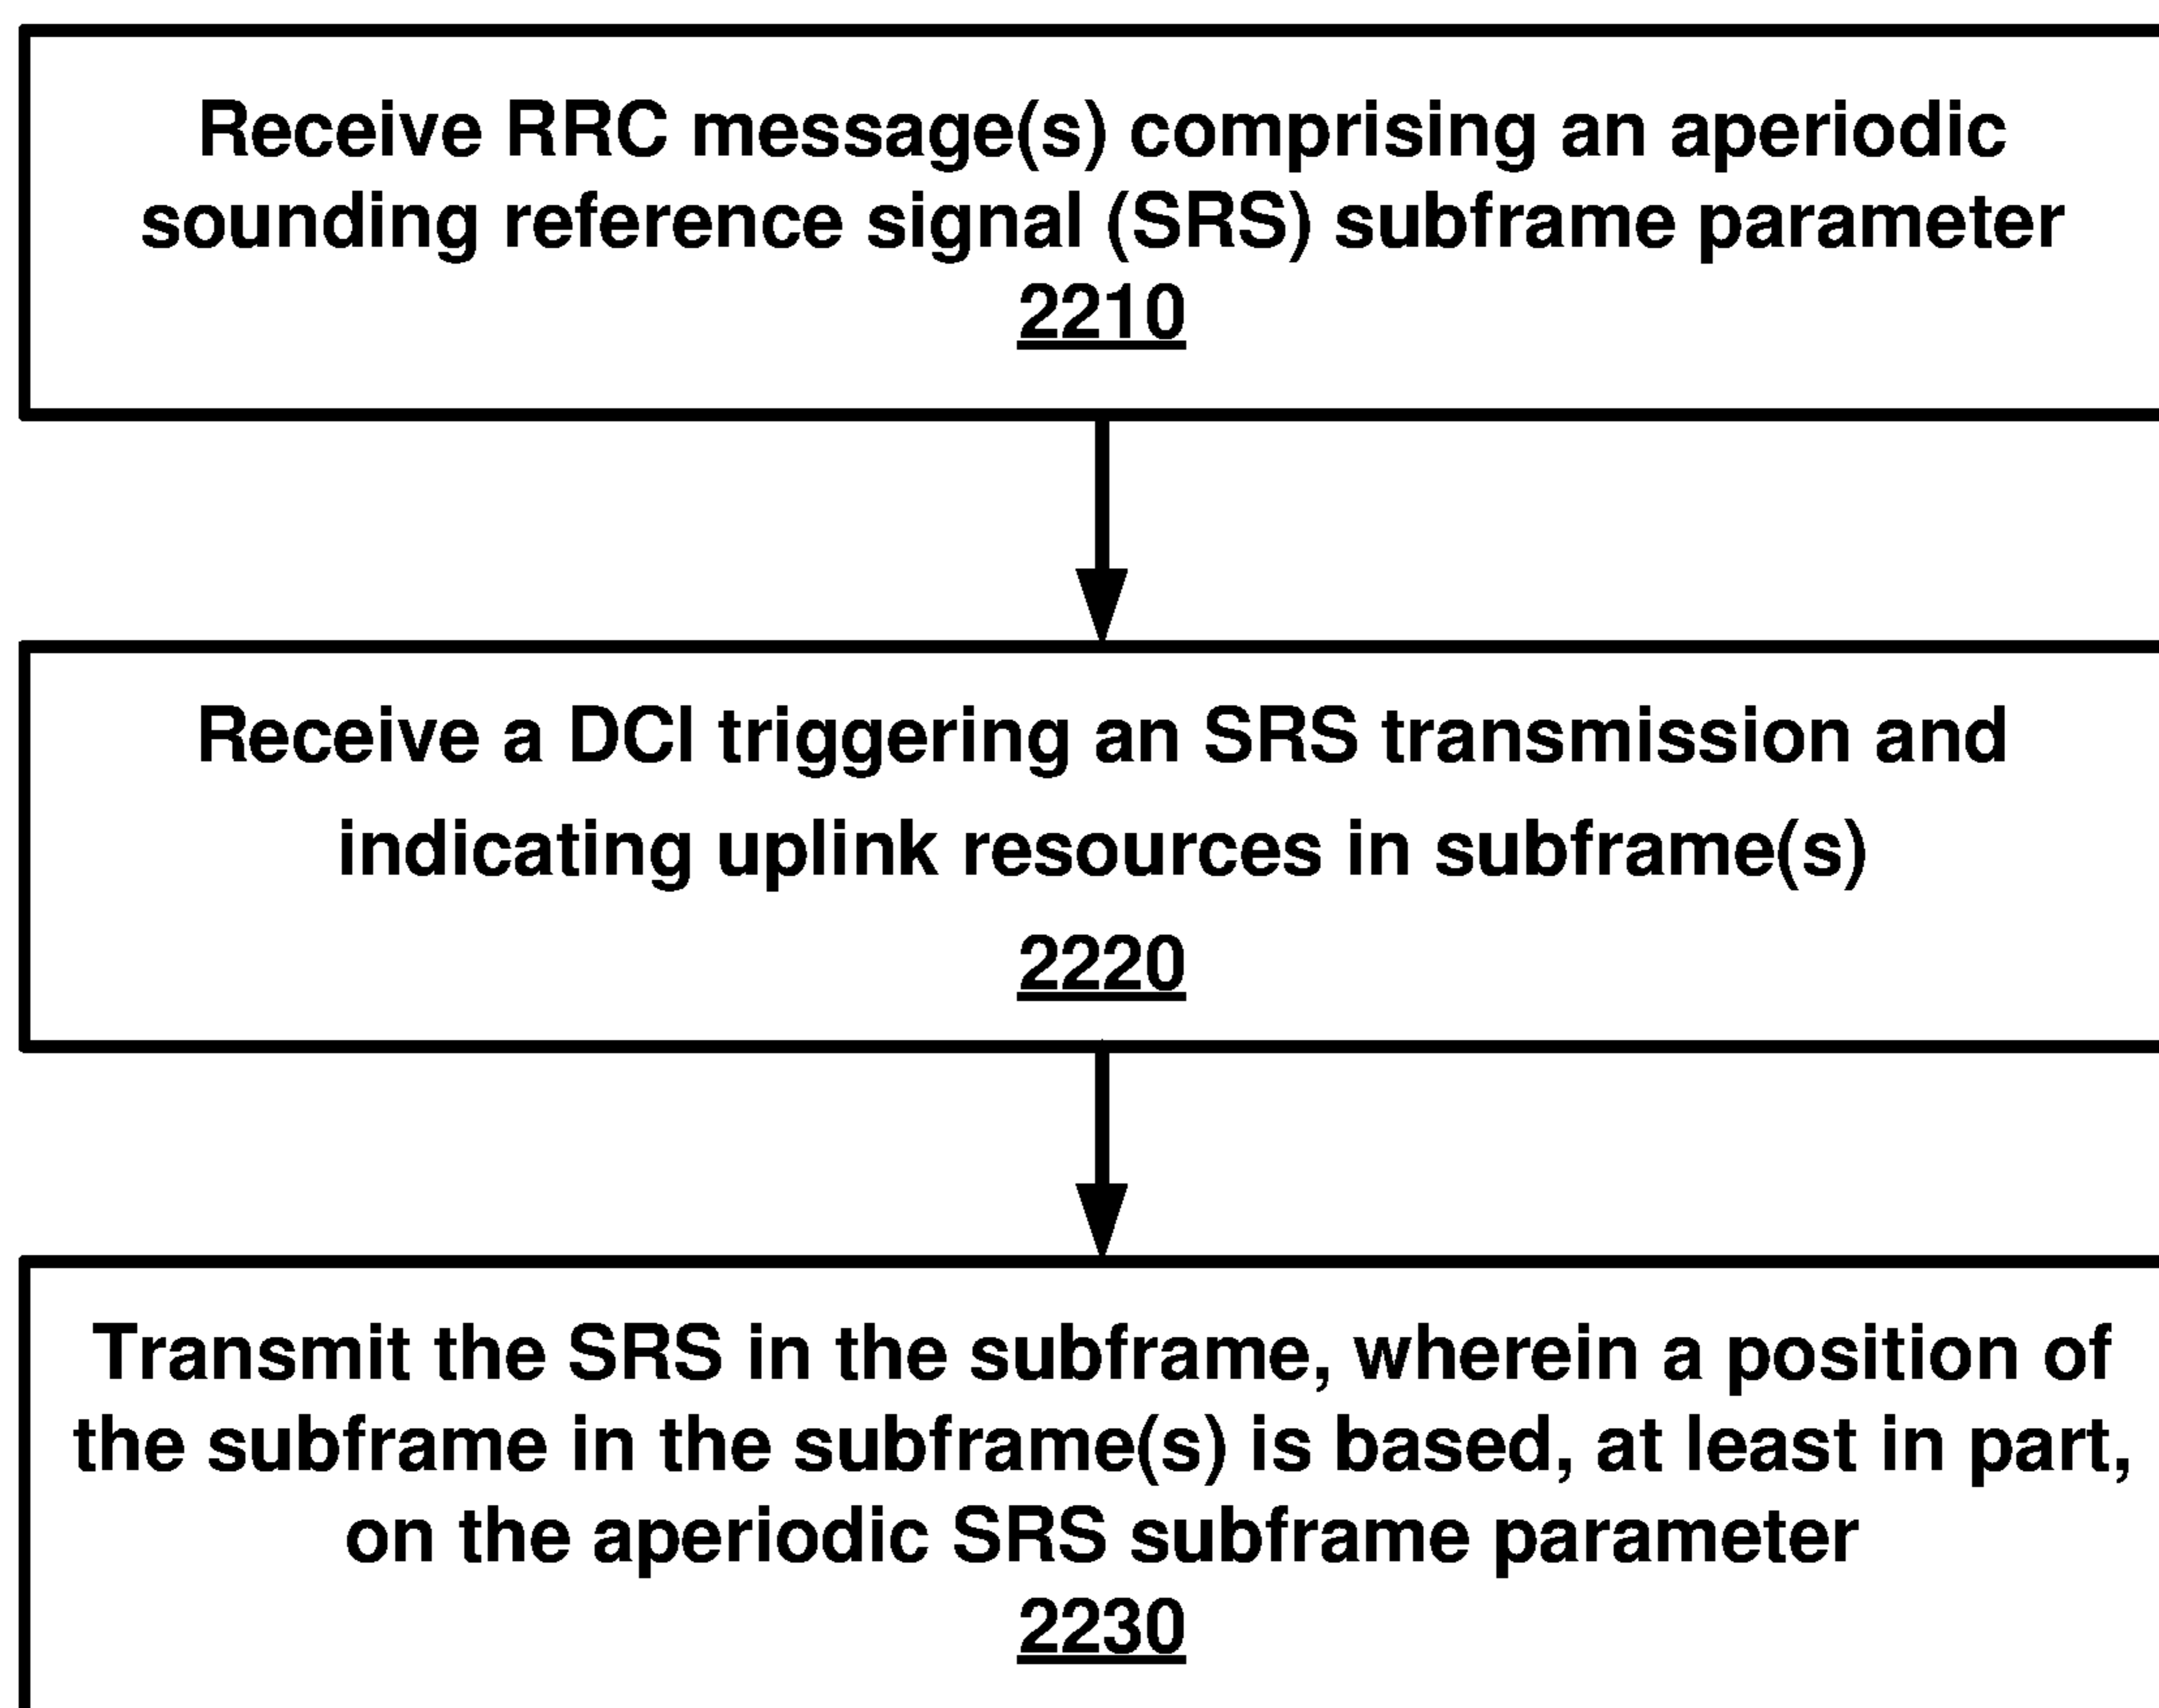 Receive RRC message(s) comprising an aperiodic
sounding reference signal (SRS) subframe parameter
2210
Receive a DCI triggering an SRS transmission and
indicating uplink resources in subframe(s)
2220
Transmit the SRS in the subframe, wherein a position of
the subframe in the subframe(s) is based, at least in part,
on the aperiodic SRS subframe parameter
2230